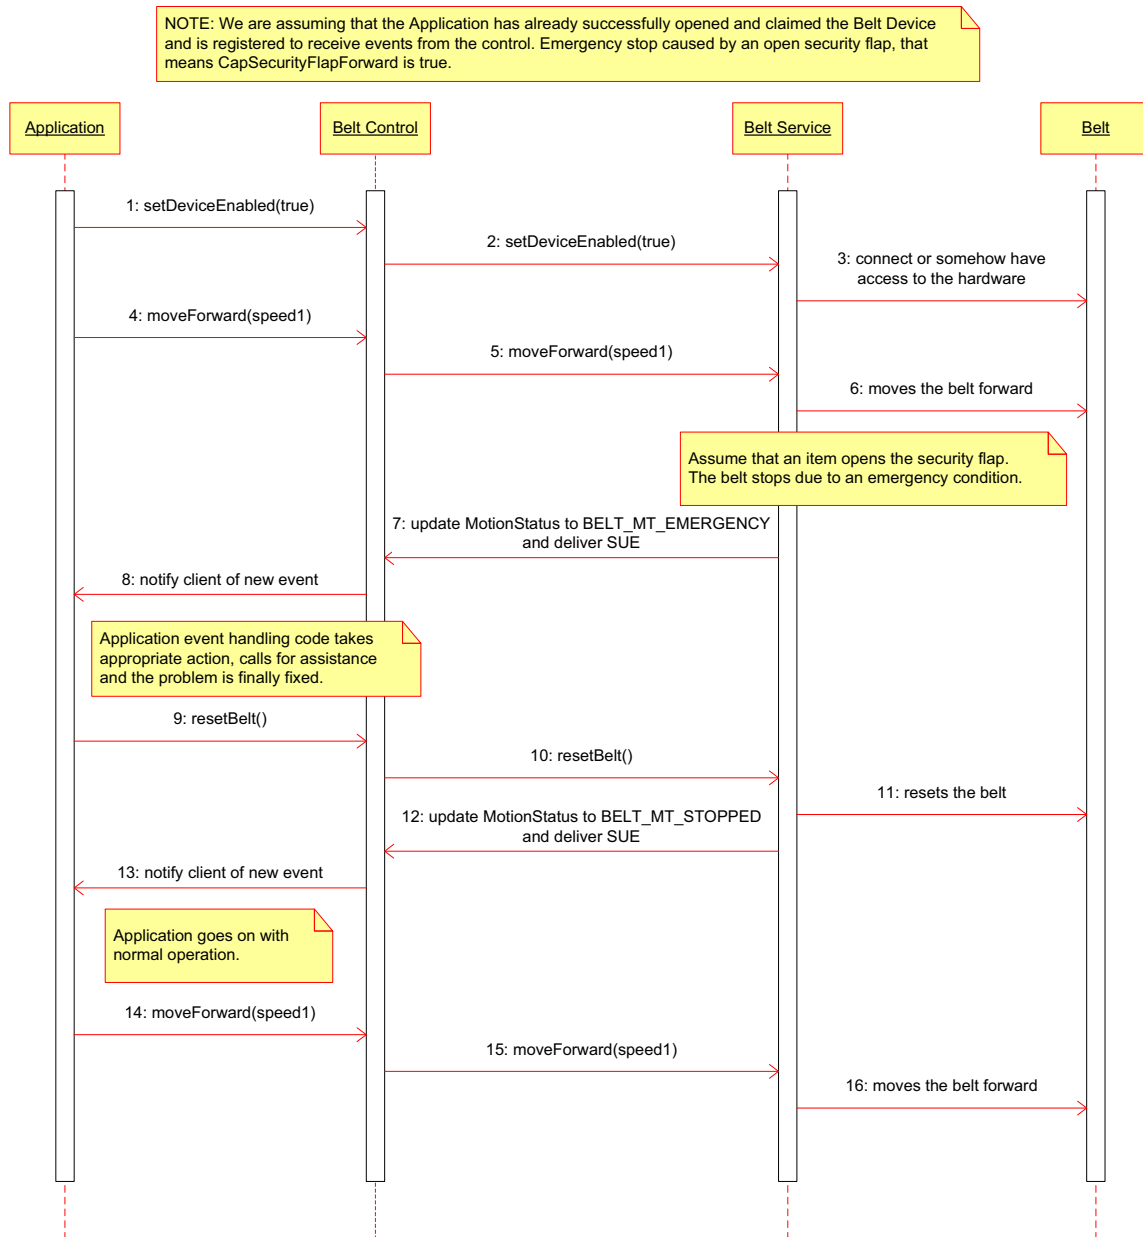 NOTE: We are assuming that the Application has already successfully opened and claimed the Belt Device
and is registered to receive events from the control. Emergency stop caused by an open security flap, that
means CapSecurityFlapForward is true.
Application
Belt Control
Belt Service
Belt
1: setDeviceEnabled(true)
2: setDeviceEnabled(true)
3: connect or somehow have
access to the hardware
4: moveForward(speed1)
5: moveForward(speed1)
6: moves the belt forward
Assume that an item opens the security flap.
The belt stops due to an emergency condition.
7: update MotionStatus to BELT_MT_EMERGENCY
and deliver SUE
8: notify client of new event
Application event handling code takes
appropriate action, calls for assistance
and the problem is finally fixed.
9: resetBelt()
10: resetBelt()
11: resets the belt
12: update MotionStatus to BELT_MT_STOPPED
and deliver SUE
13: notify client of new event
Application goes on with
normal operation.
14: moveForward(speed1)
15: moveForward(speed1)
16: moves the belt forward